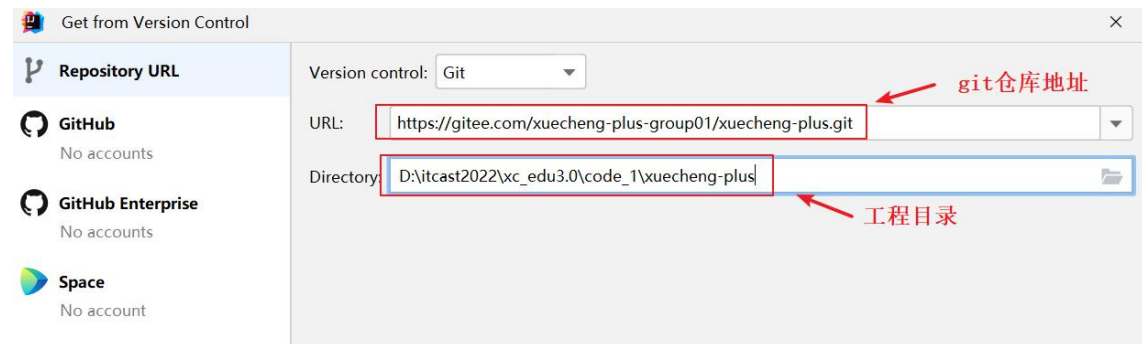 Get from Version Control
Repository URL
GitHub
No accounts
GitHub Enterprise
No accounts
Space
No account
Version control: Git
git仓库地址
URL: https://gitee.com/xuecheng-plus-group01/xuecheng-plus.git
Directory: D:\itcast2022\xc_edu3.0\code_1\xuecheng-plus
工程目录